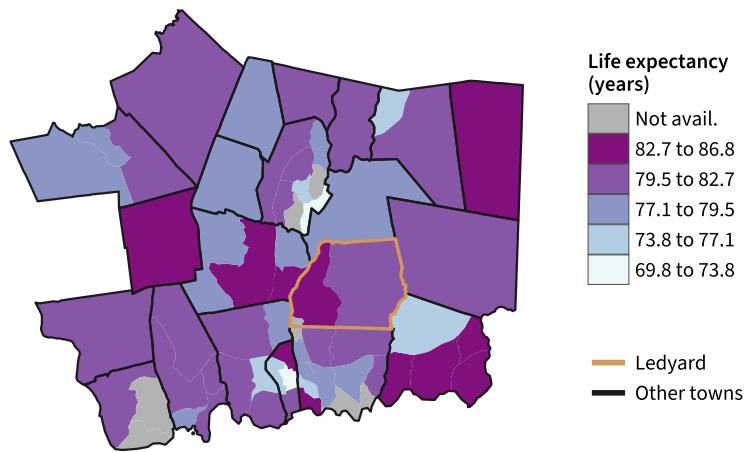 Life expectancy
(years)
Not avail.
82.7 to 86.8
79.5 to 82.7
77.1 to 79.5
73.8 to 77.1
69.8 to 73.8
Ledyard
Other towns